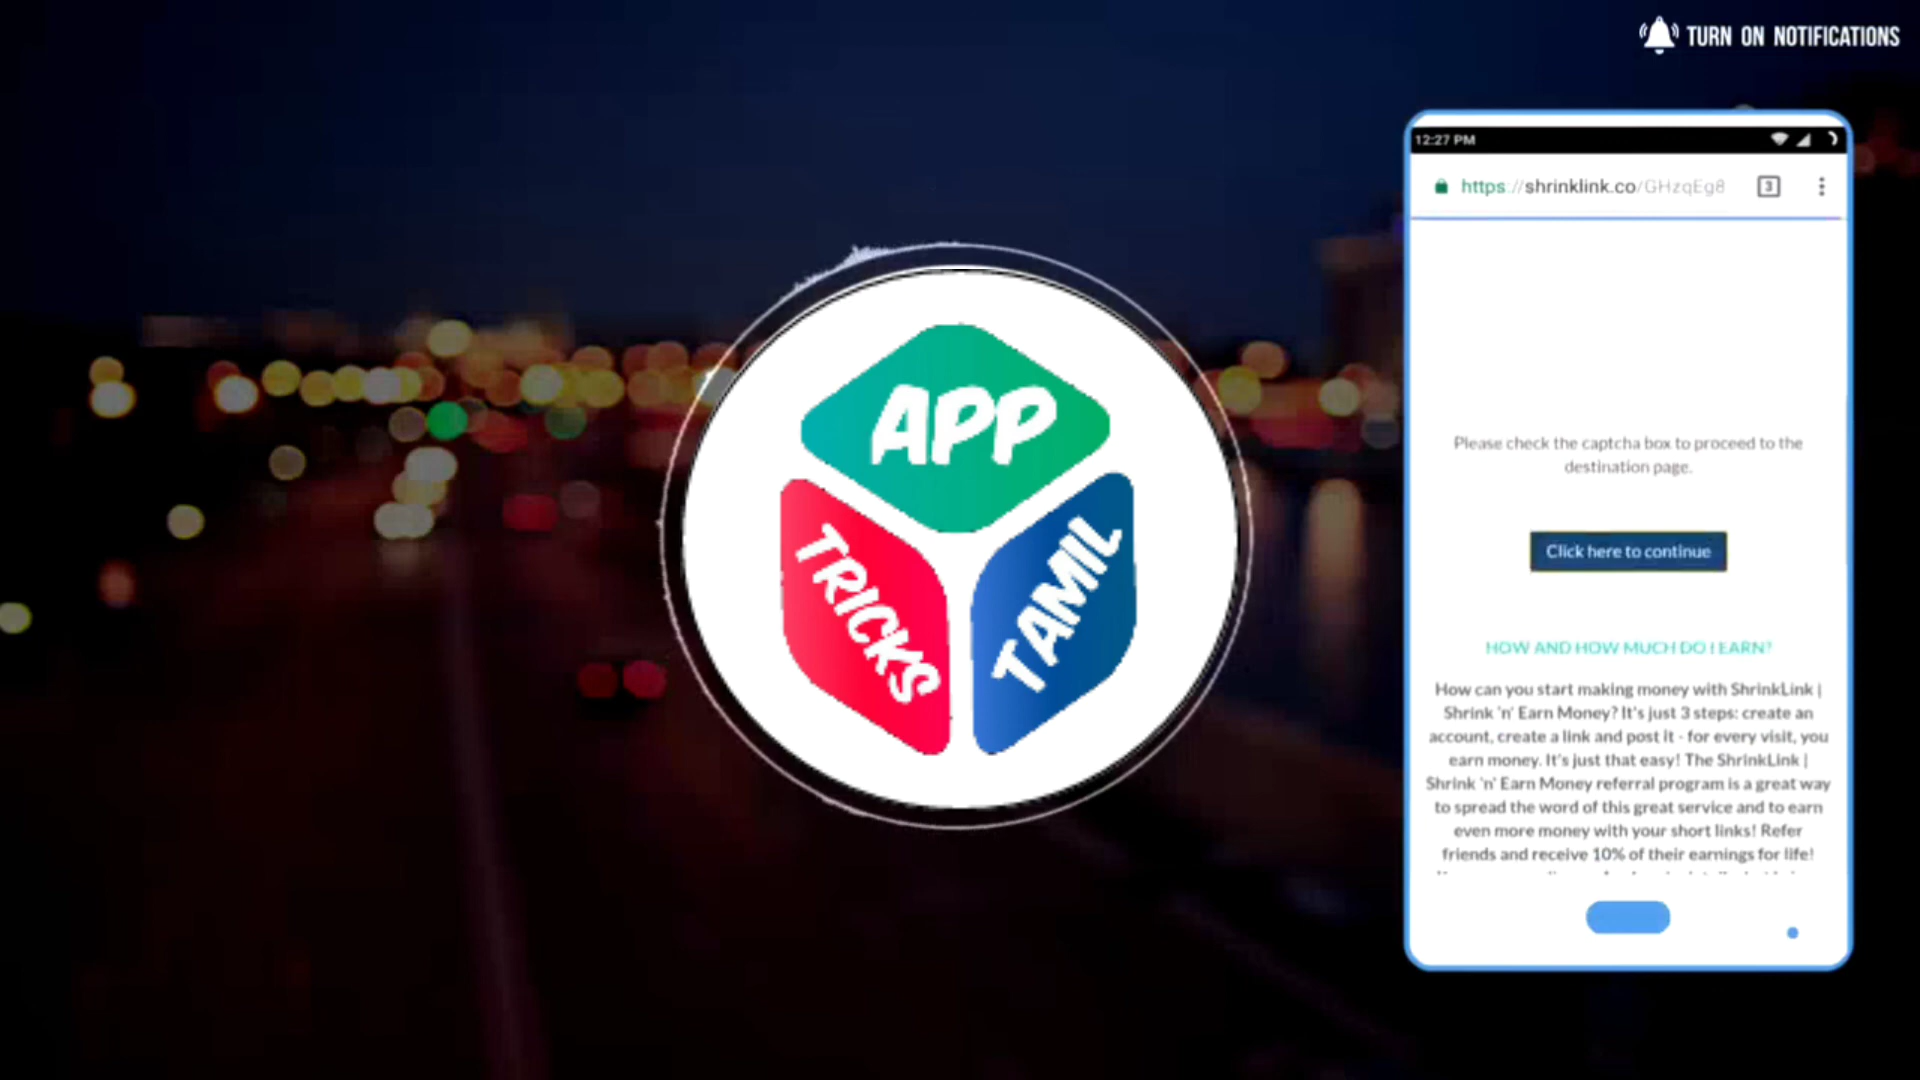 TURN ON NOTIFICATIONS
12:27 PM
https://shrinklink.co/GHzqEg8
3
APP
TRICKS
TAMIL
Please check the captcha box to proceed to the
destination page.
Click here to continue
HOW AND HOW MUCH DO I EARN?
How can you start making money with ShrinkLink |
Shrink 'n' Earn Money? It's just 3 steps: create an
account, create a link and post it - for every visit, you
earn money. It's just that easy! The ShrinkLink |
Shrink 'n' Earn Money referral program is a great way
to spread the word of this great service and to earn
even more money with your short links! Refer
friends and receive 10% of their earnings for life!